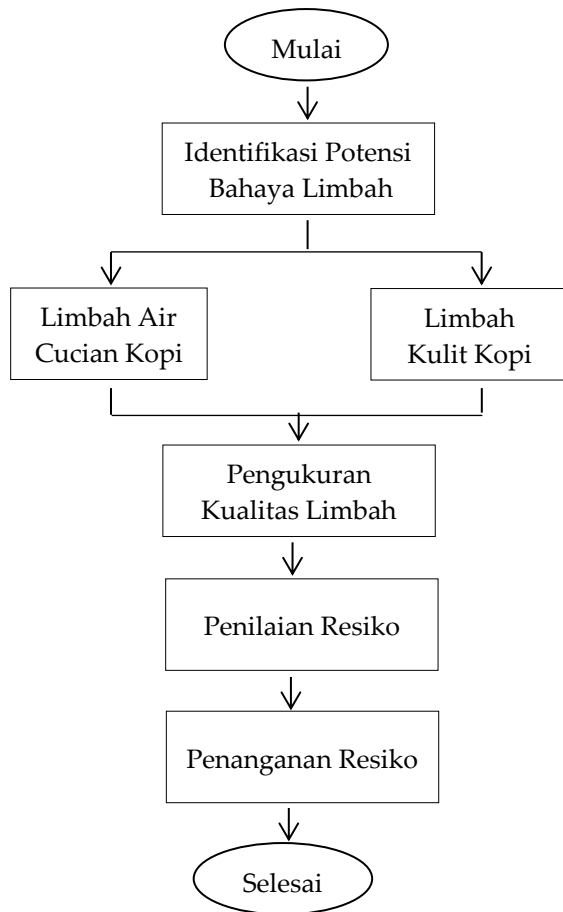 Mulai
Identifikasi Potensi
Bahaya Limbah
Limbah Air
Cucian Kopi
Limbah
Kulit Kopi
Pengukuran
Kualitas Limbah
Penilaian Resiko
Penanganan Resiko
Selesai